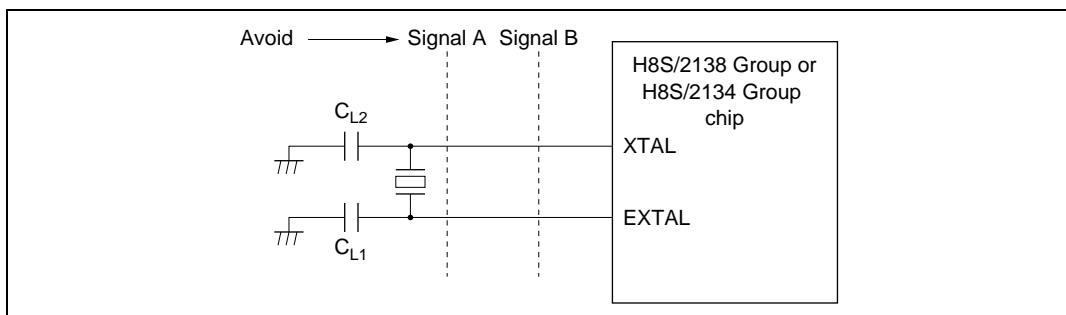 Avoid Signal A Signal B
H8S/2138 Group or
H8S/2134 Group
chip
CL2
XTAL
EXTAL
CL1